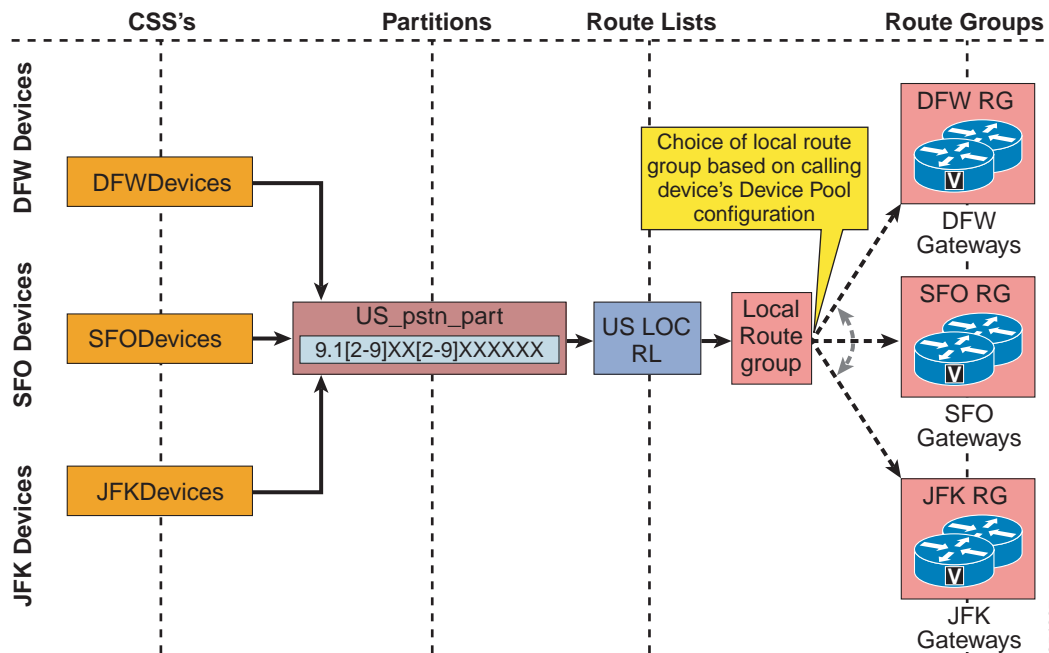 CSS's
Partitions
Route Lists
Route Groups
DFW Devices
DFWDevices
Choice of local route
group based on calling
device's Device Pool
configuration
DFW RG
V
DFW
Gateways
SFO Devices
SFODevices
US_pstn_part
9.1[2-9]XX[2-9]XXXXXX
US LOC
RL
Local
Route
group
SFO RG
V
SFO
Gateways
JFK Devices
JFKDevices
JFK RG
V
JFK
Gateways